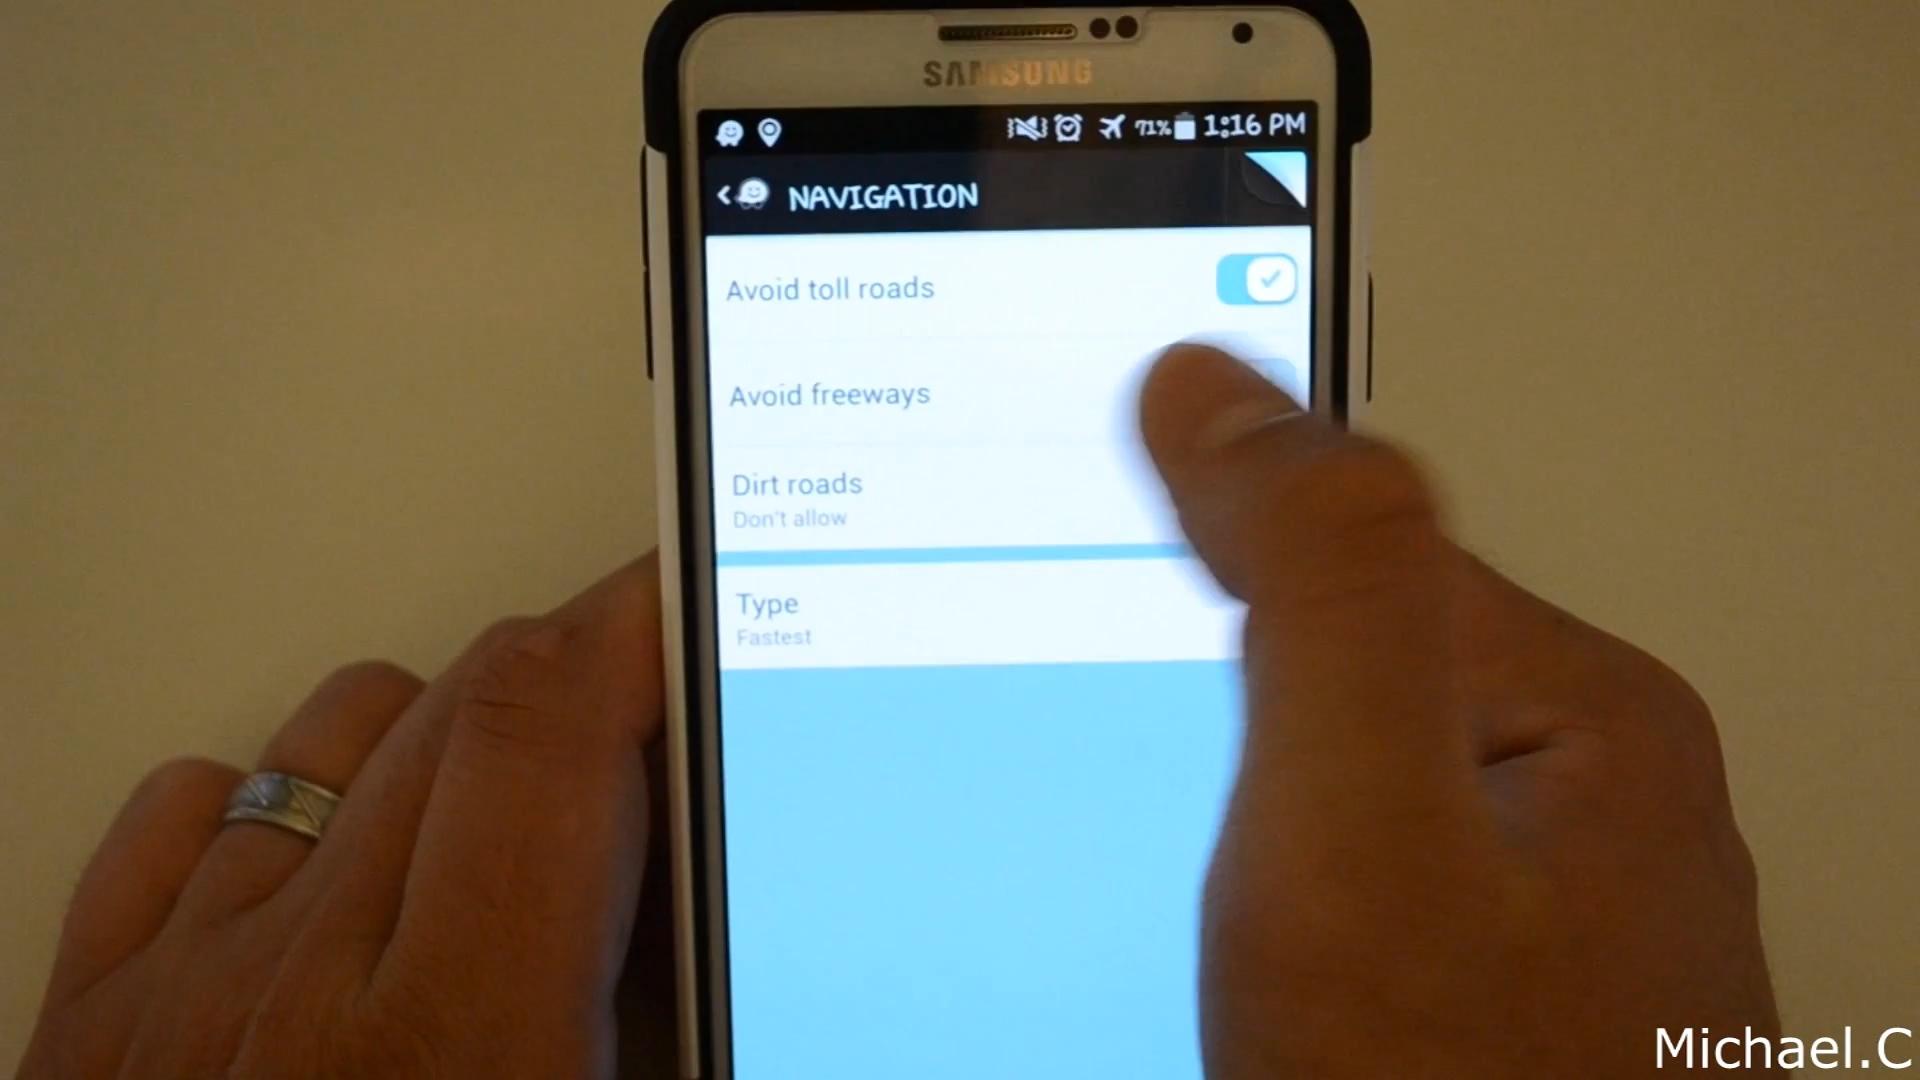 SAMSUNG
71% 1:16 PM
NAVIGATION
Avoid toll roads
Avoid freeways
Dirt roads
Don't allow
Type
Fastest
Michael.C